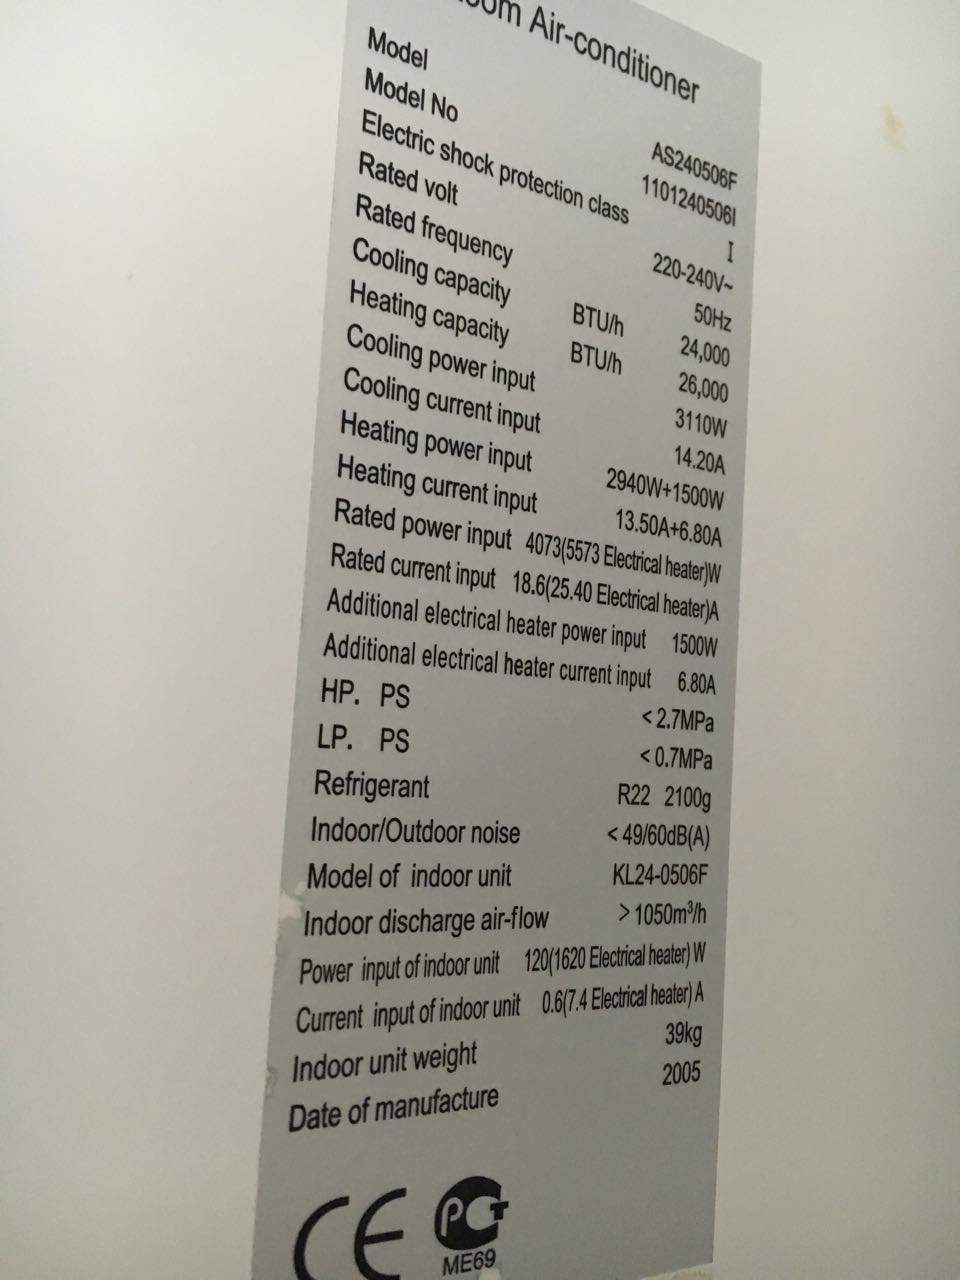 Air-conditioner
Model AS240506F
Model No 1101240506I
Electric shock protection class I
Rated volt 220-240V~
Rated frequency 50Hz
Cooling capacity BTU/h 24,000
Heating capacity BTU/h 26,000
Cooling power input 3110W
Cooling current input 14.20A
Heating power input 2940W+1500W
Heating current input 13.50A+6.80A
Rated power input 4073(5573 Electrical heater)W
Rated current input 18.6(25.40 Electrical heater)A
Additional electrical heater power input 1500W
Additional electrical heater current input 6.80A
HP. PS < 2.7MPa
LP. PS < 0.7MPa
Refrigerant R22 2100g
Indoor/Outdoor noise < 49/60dB(A)
Model of indoor unit KL24-0506F
Indoor discharge air-flow > 1050m³/h
Power input of indoor unit 120(1620 Electrical heater) W
Current input of indoor unit 0.6(7.4 Electrical heater) A
Indoor unit weight 39kg
Date of manufacture 2005
CE PCT
ME69